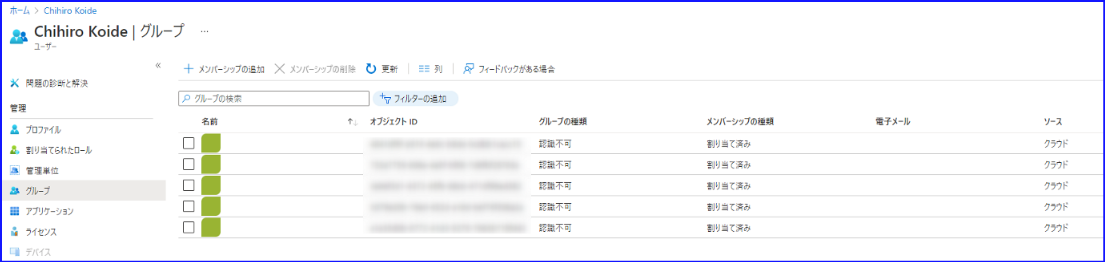 ホーム > Chihiro Koide
Chihiro Koide | グループ ...
ユーザー
«
メンバーシップの追加 メンバーシップの削除 更新 列 フィードバックがある場合
問題の診断と解決
グループの検索 フィルターの追加
管理
名前 ↑↓ オブジェクト ID グループの種類 メンバーシップの種類 電子メール ソース
プロファイル
認識不可 割り当て済み クラウド
割り当てられたロール
認識不可 割り当て済み クラウド
管理単位
認識不可 割り当て済み クラウド
グループ
認識不可 割り当て済み クラウド
アプリケーション
認識不可 割り当て済み クラウド
ライセンス
デバイス